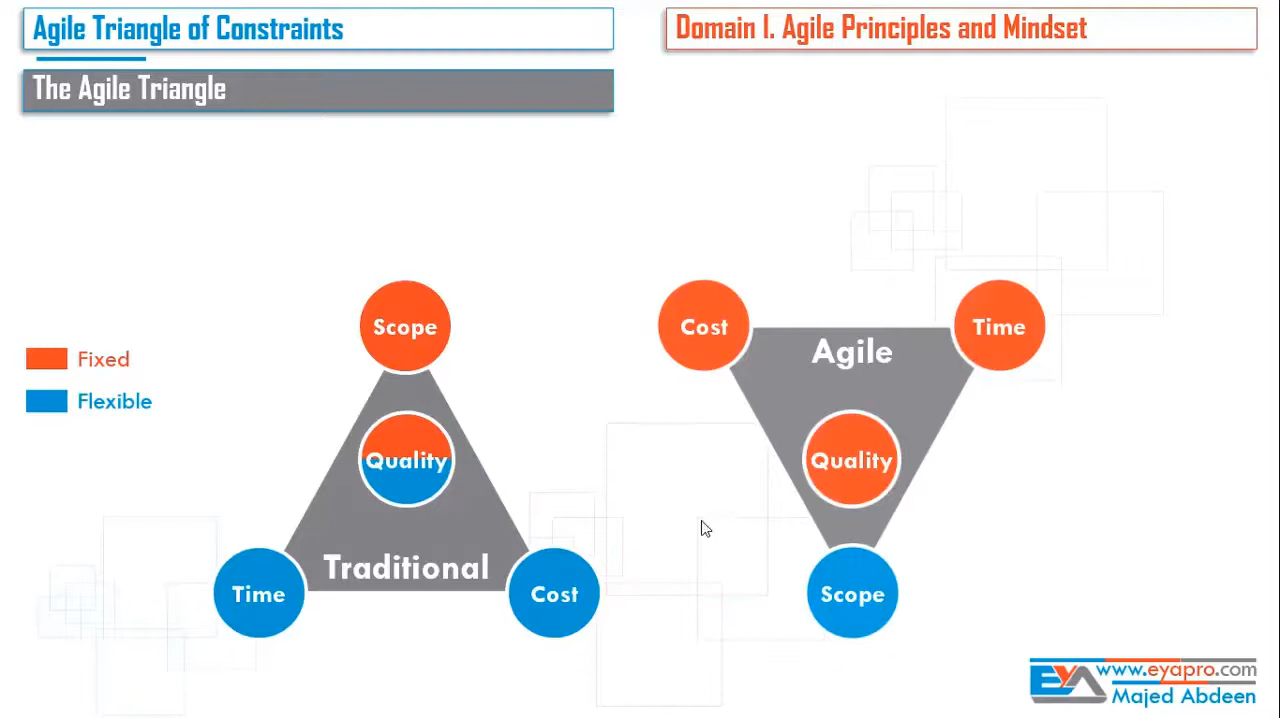 Agile Triangle of Constraints
Domain I. Agile Principles and Mindset
The Agile Triangle
Fixed
Flexible
Scope
Quality
Traditional
Time
Cost
Cost
Time
Agile
Quality
Scope
EYA
www.eyapro.com
Majed Abdeen